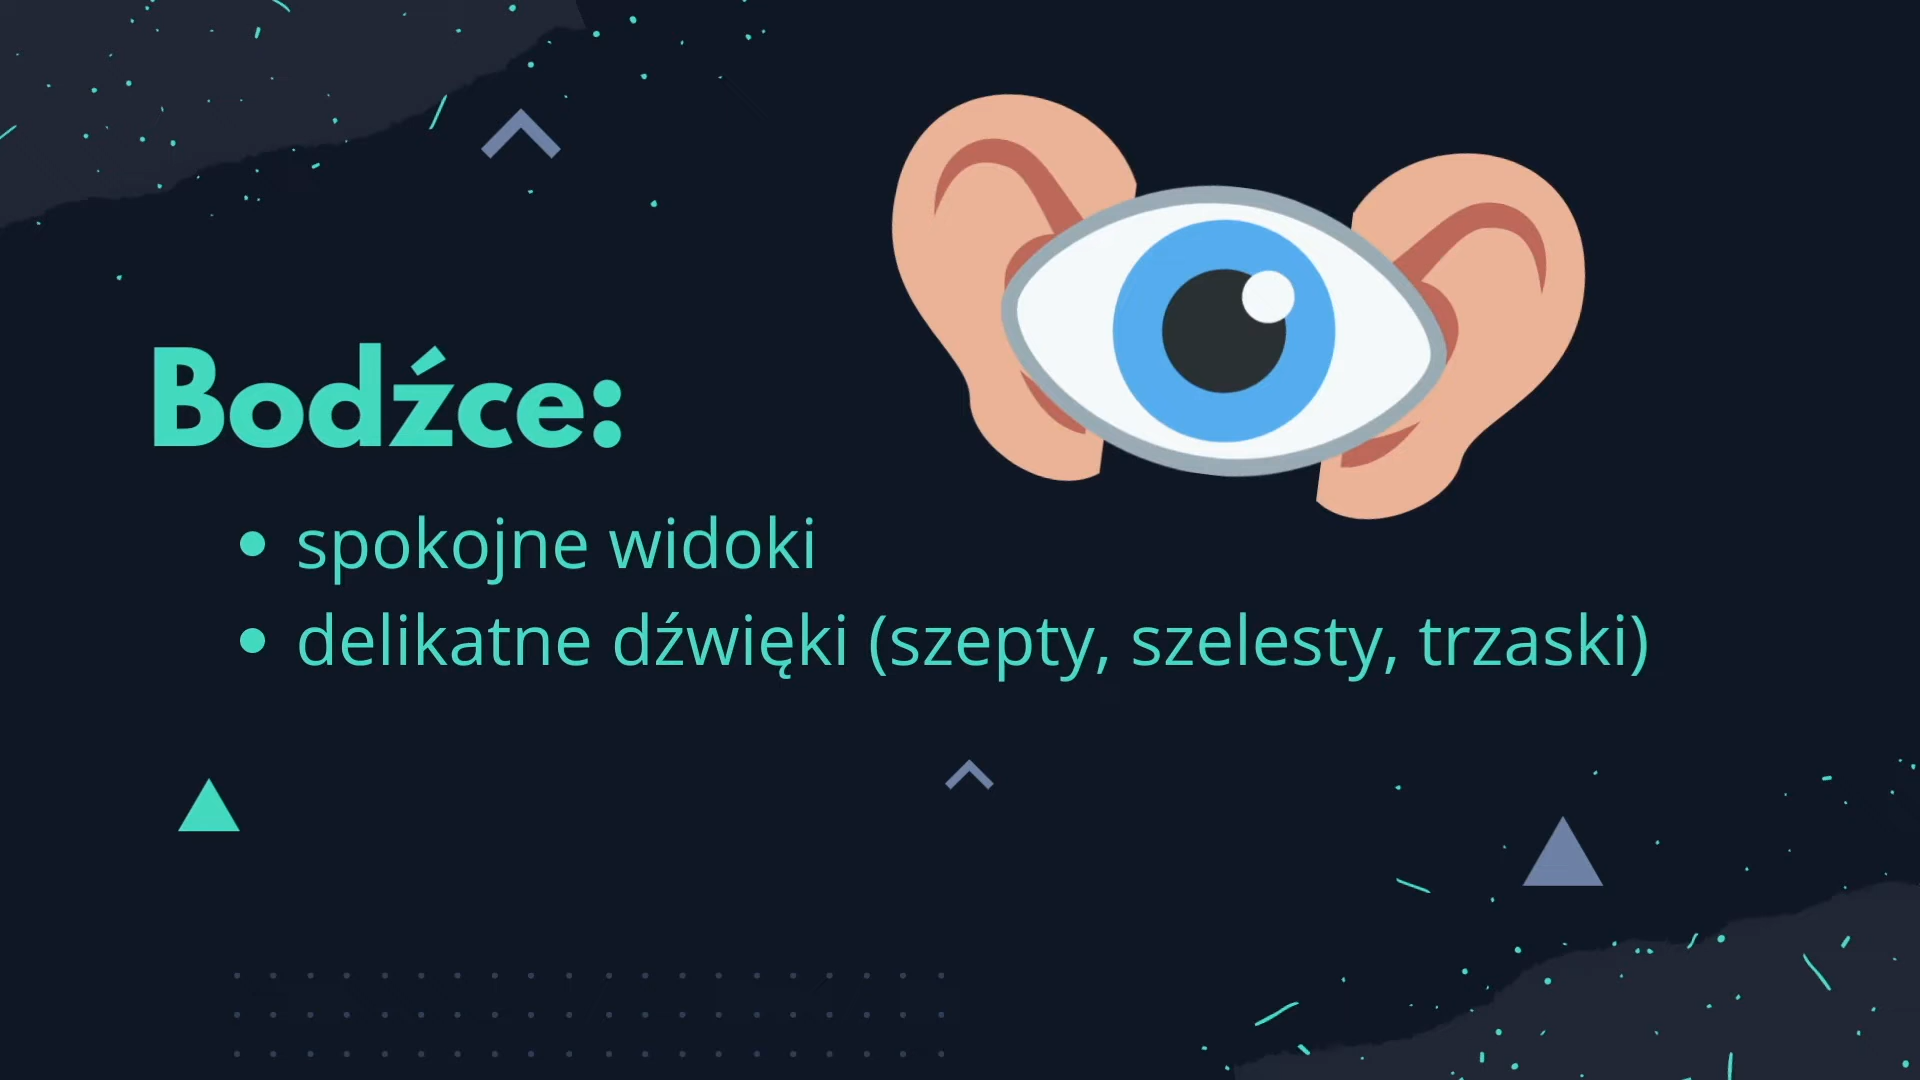 Bodźce:
• spokojne widoki
• delikatne dźwięki (szepty, szelesty, trzaski)